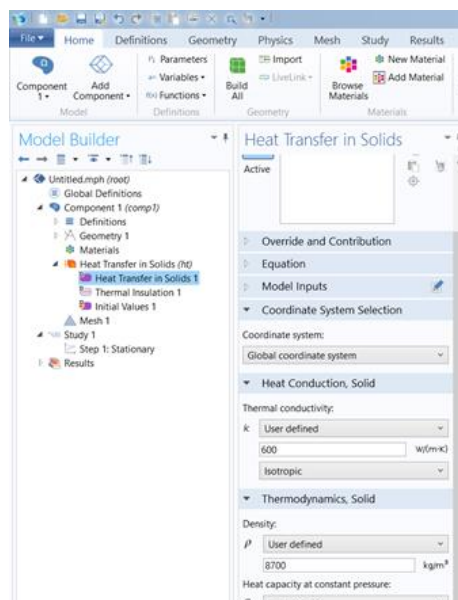 File
Home
Definitions
Geometry
Physics
Mesh
Study
Results
Component
1
Add
Component
Model
Pi Parameters
a= Variables
f(x) Functions
Definitions
Build
All
Import
LiveLink
Geometry
Browse
Materials
New Material
Add Material
Materials
Model Builder
Untitled.mph (root)
Global Definitions
Component 1 (comp1)
Definitions
Geometry 1
Materials
Heat Transfer in Solids (ht)
Heat Transfer in Solids 1
Thermal Insulation 1
Initial Values 1
Mesh 1
Study 1
Step 1: Stationary
Results
Heat Transfer in Solids
Active
Override and Contribution
Equation
Model Inputs
Coordinate System Selection
Coordinate system:
Global coordinate system
Heat Conduction, Solid
Thermal conductivity:
k User defined
600 W/(m·K)
Isotropic
Thermodynamics, Solid
Density:
ρ User defined
8700 kg/m³
Heat capacity at constant pressure: